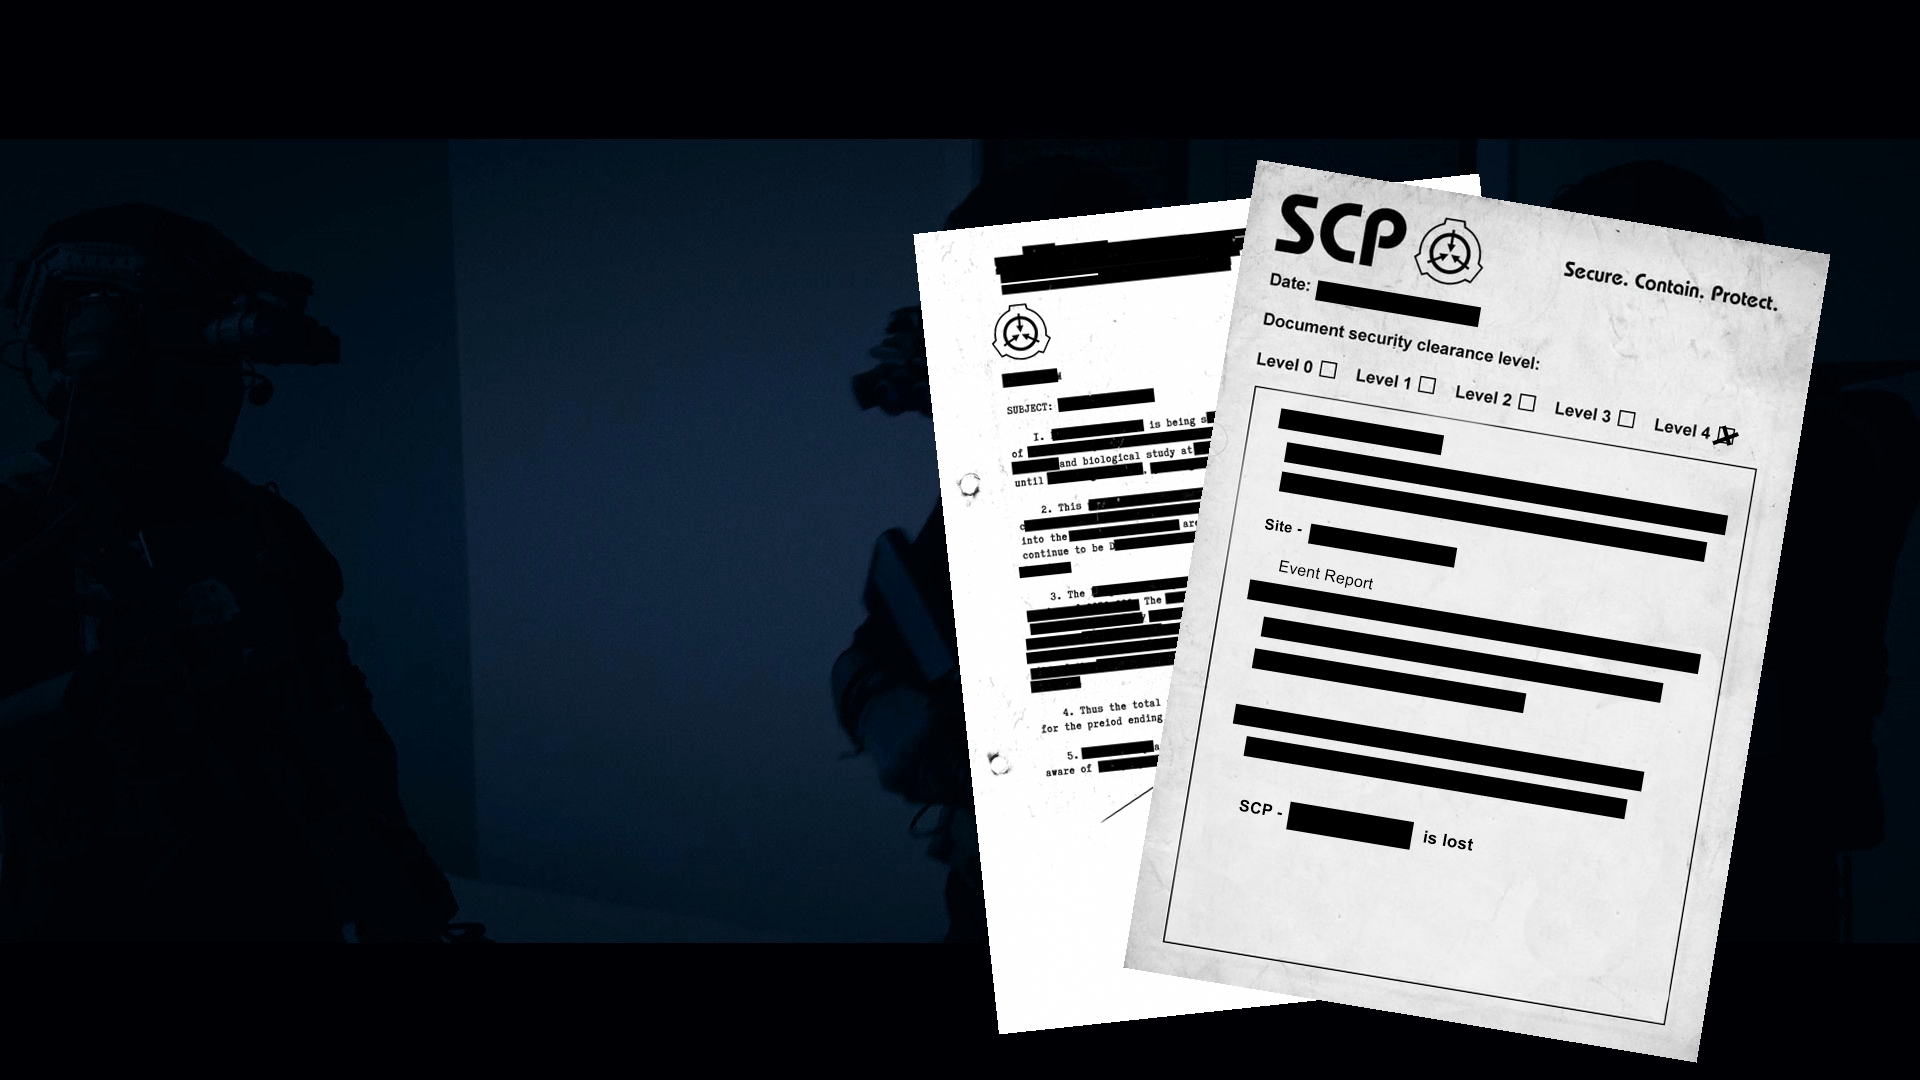 SUBJECT:
I. is being
of
and biological study at
until
2. This
into the
continue to be
3. The
The
4. Thus the total
for the preiod ending
5.
aware of
SCP
Secure. Contain. Protect.
Date:
Document security clearance level:
Level 0 Level 1 Level 2 Level 3 Level 4
Site -
Event Report
SCP - is lost